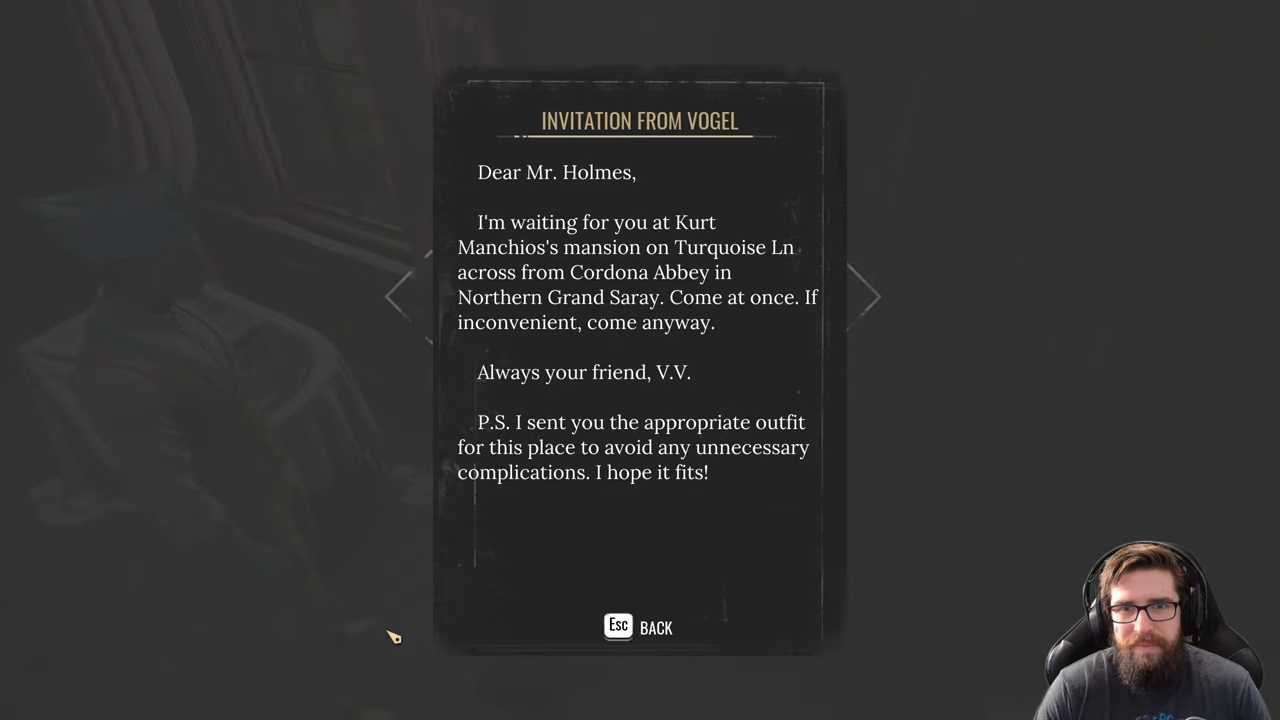 INVITATION FROM VOGEL
Dear Mr. Holmes,
I'm waiting for you at Kurt
Manchios's mansion on Turquoise Ln
across from Cordona Abbey in
Northern Grand Saray. Come at once. If
inconvenient, come anyway.
Always your friend, V.V.
P.S. I sent you the appropriate outfit
for this place to avoid any unnecessary
complications. I hope it fits!
Esc BACK